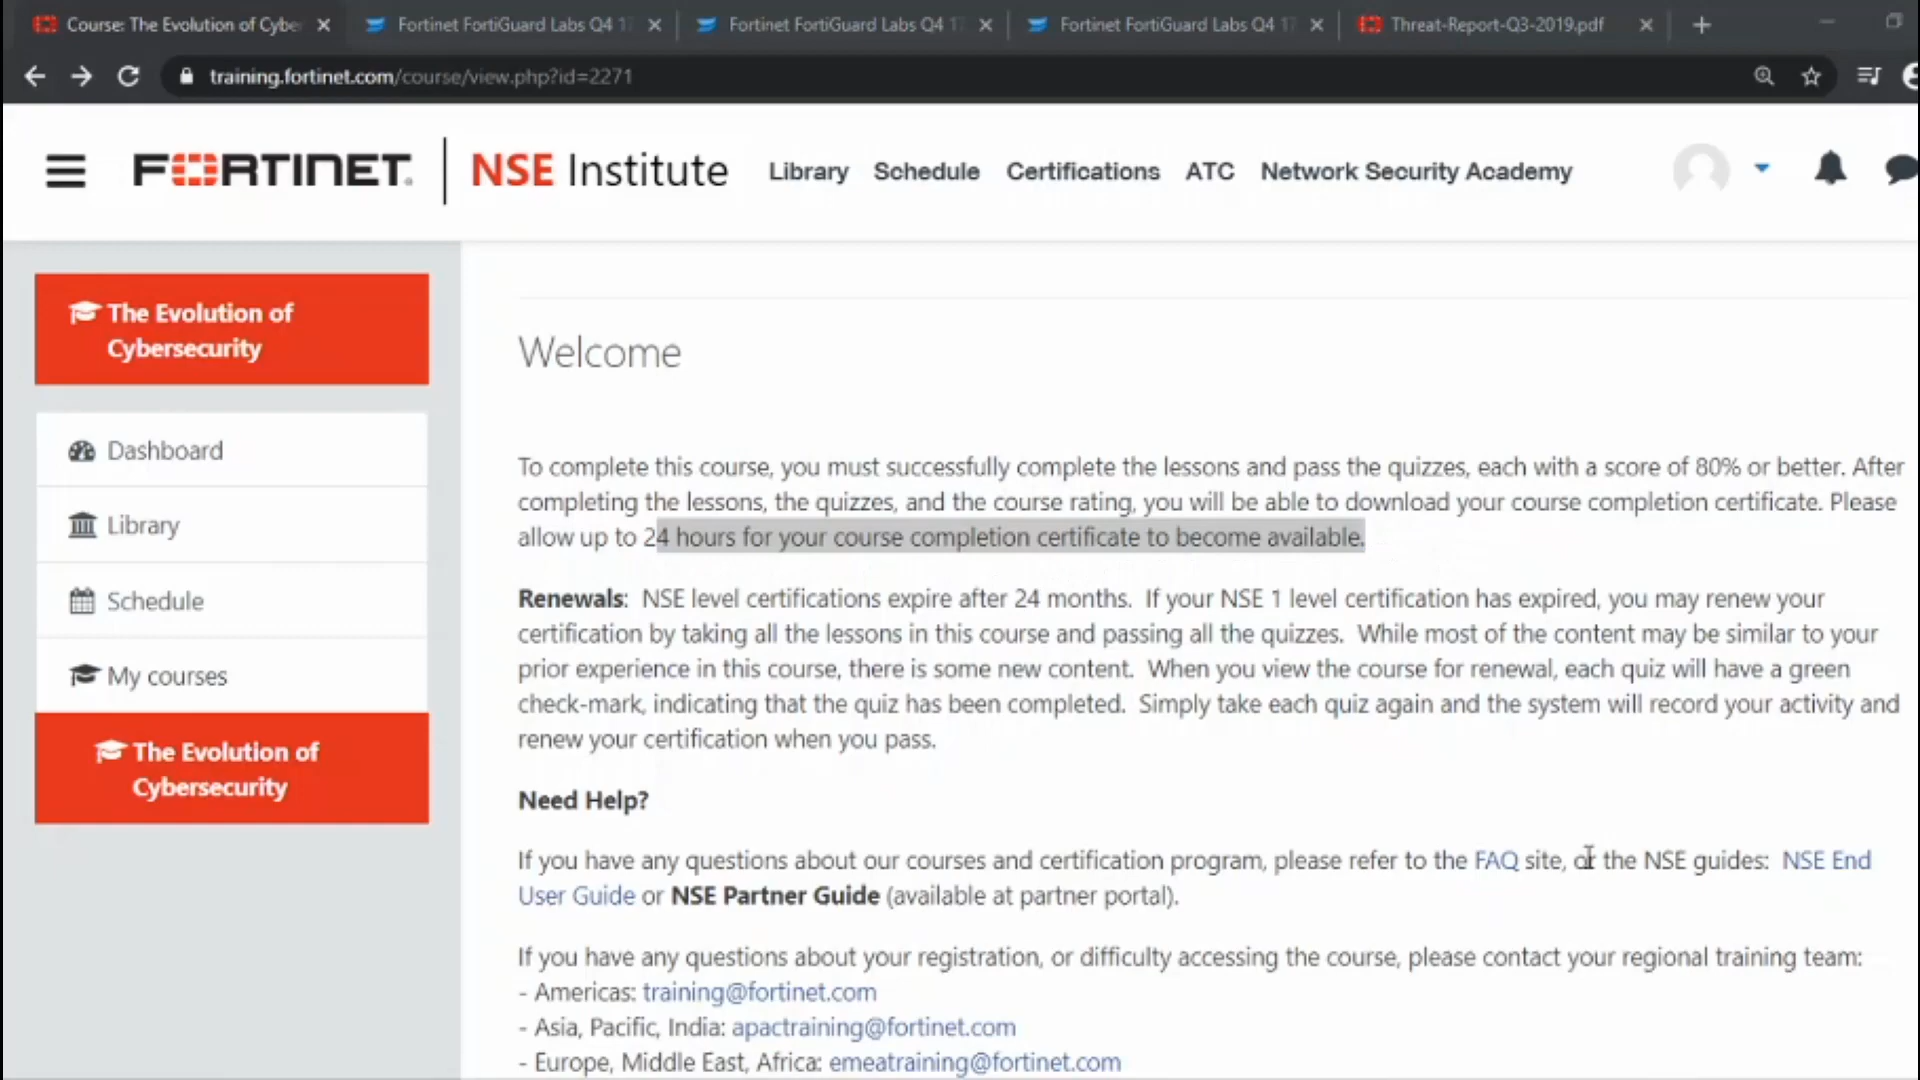 Course: The Evolution of Cybe
Fortinet FortiGuard Labs Q4 1
Fortinet FortiGuard Labs Q4 1
Fortinet FortiGuard Labs Q4 1
Threat-Report-Q3-2019.pdf
training.fortinet.com/course/view.php?id=2271
FORTINET
NSE Institute
Library Schedule Certifications ATC Network Security Academy
The Evolution of
Cybersecurity
Dashboard
Library
Schedule
My courses
The Evolution of
Cybersecurity
Welcome
To complete this course, you must successfully complete the lessons and pass the quizzes, each with a score of 80% or better. After
completing the lessons, the quizzes, and the course rating, you will be able to download your course completion certificate. Please
allow up to 24 hours for your course completion certificate to become available.
Renewals: NSE level certifications expire after 24 months. If your NSE 1 level certification has expired, you may renew your
certification by taking all the lessons in this course and passing all the quizzes. While most of the content may be similar to your
prior experience in this course, there is some new content. When you view the course for renewal, each quiz will have a green
check-mark, indicating that the quiz has been completed. Simply take each quiz again and the system will record your activity and
renew your certification when you pass.
Need Help?
If you have any questions about our courses and certification program, please refer to the FAQ site, or the NSE guides: NSE End
User Guide or NSE Partner Guide (available at partner portal).
If you have any questions about your registration, or difficulty accessing the course, please contact your regional training team:
- Americas: training@fortinet.com
- Asia, Pacific, India: apactraining@fortinet.com
- Europe, Middle East, Africa: emeatraining@fortinet.com